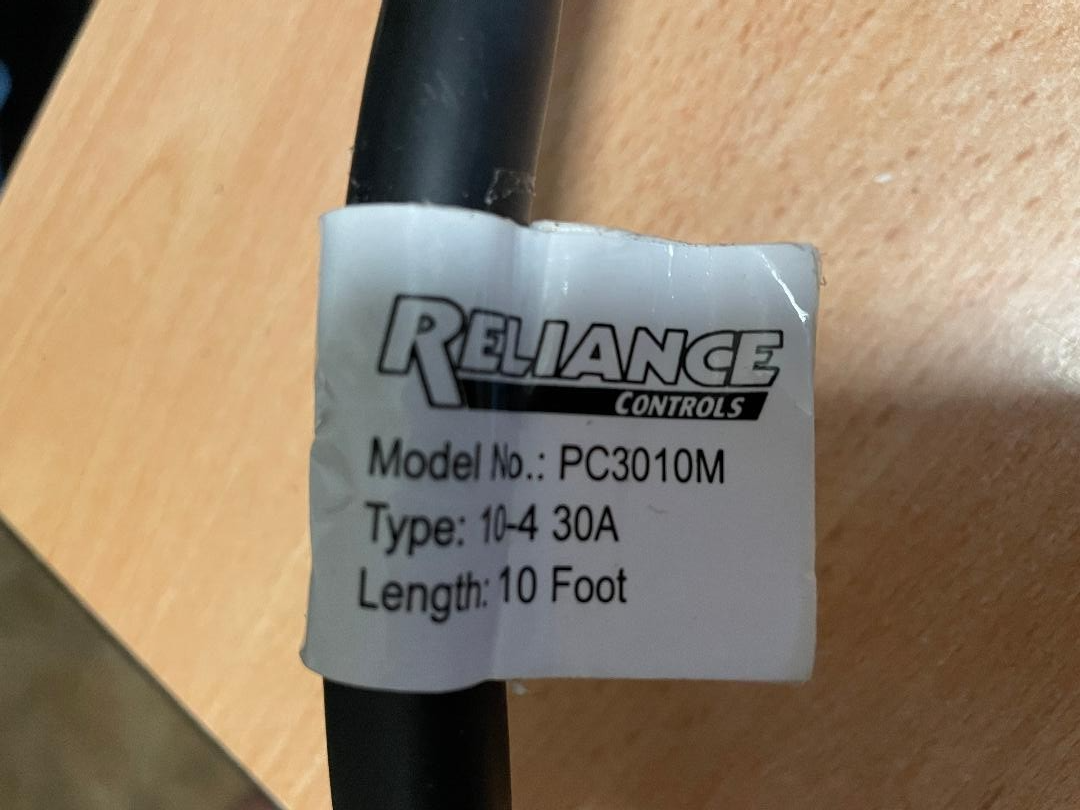 RELIANCE
CONTROLS
Model No.: PC3010M
Type: 10-4 30A
Length: 10 Foot